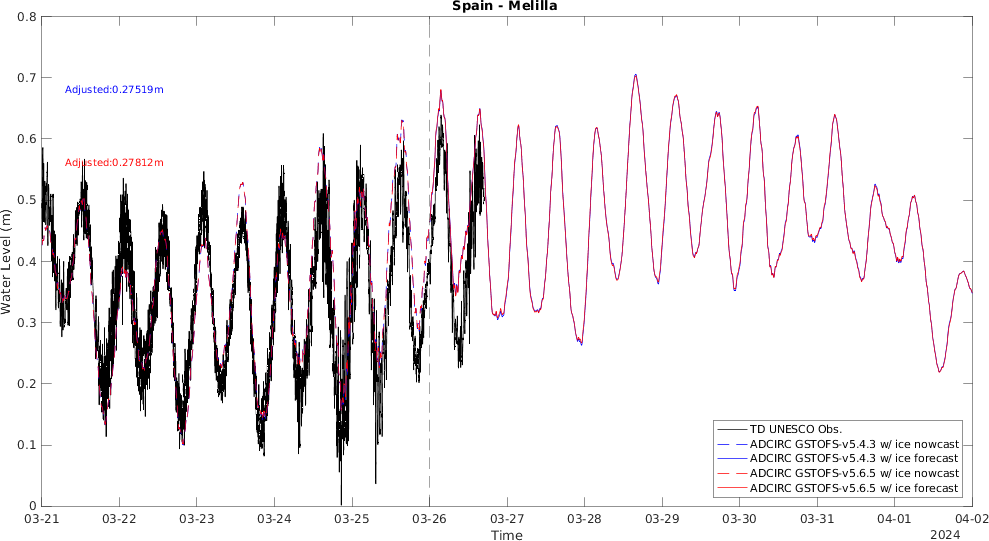 Spain - Melilla
0.8
0.7
0.6
0.5
0.4
0.3
0.2
0.1
0
Water Level (m)
Adjusted:0.27519m
Adjusted:0.27812m
TD UNESCO Obs.
ADCIRC GSTOFS-v5.4.3 w/ ice nowcast
ADCIRC GSTOFS-v5.4.3 w/ ice forecast
ADCIRC GSTOFS-v5.6.5 w/ ice nowcast
ADCIRC GSTOFS-v5.6.5 w/ ice forecast
03-21 03-22 03-23 03-24 03-25 03-26 03-27 03-28 03-29 03-30 03-31 04-01 04-02
Time
2024